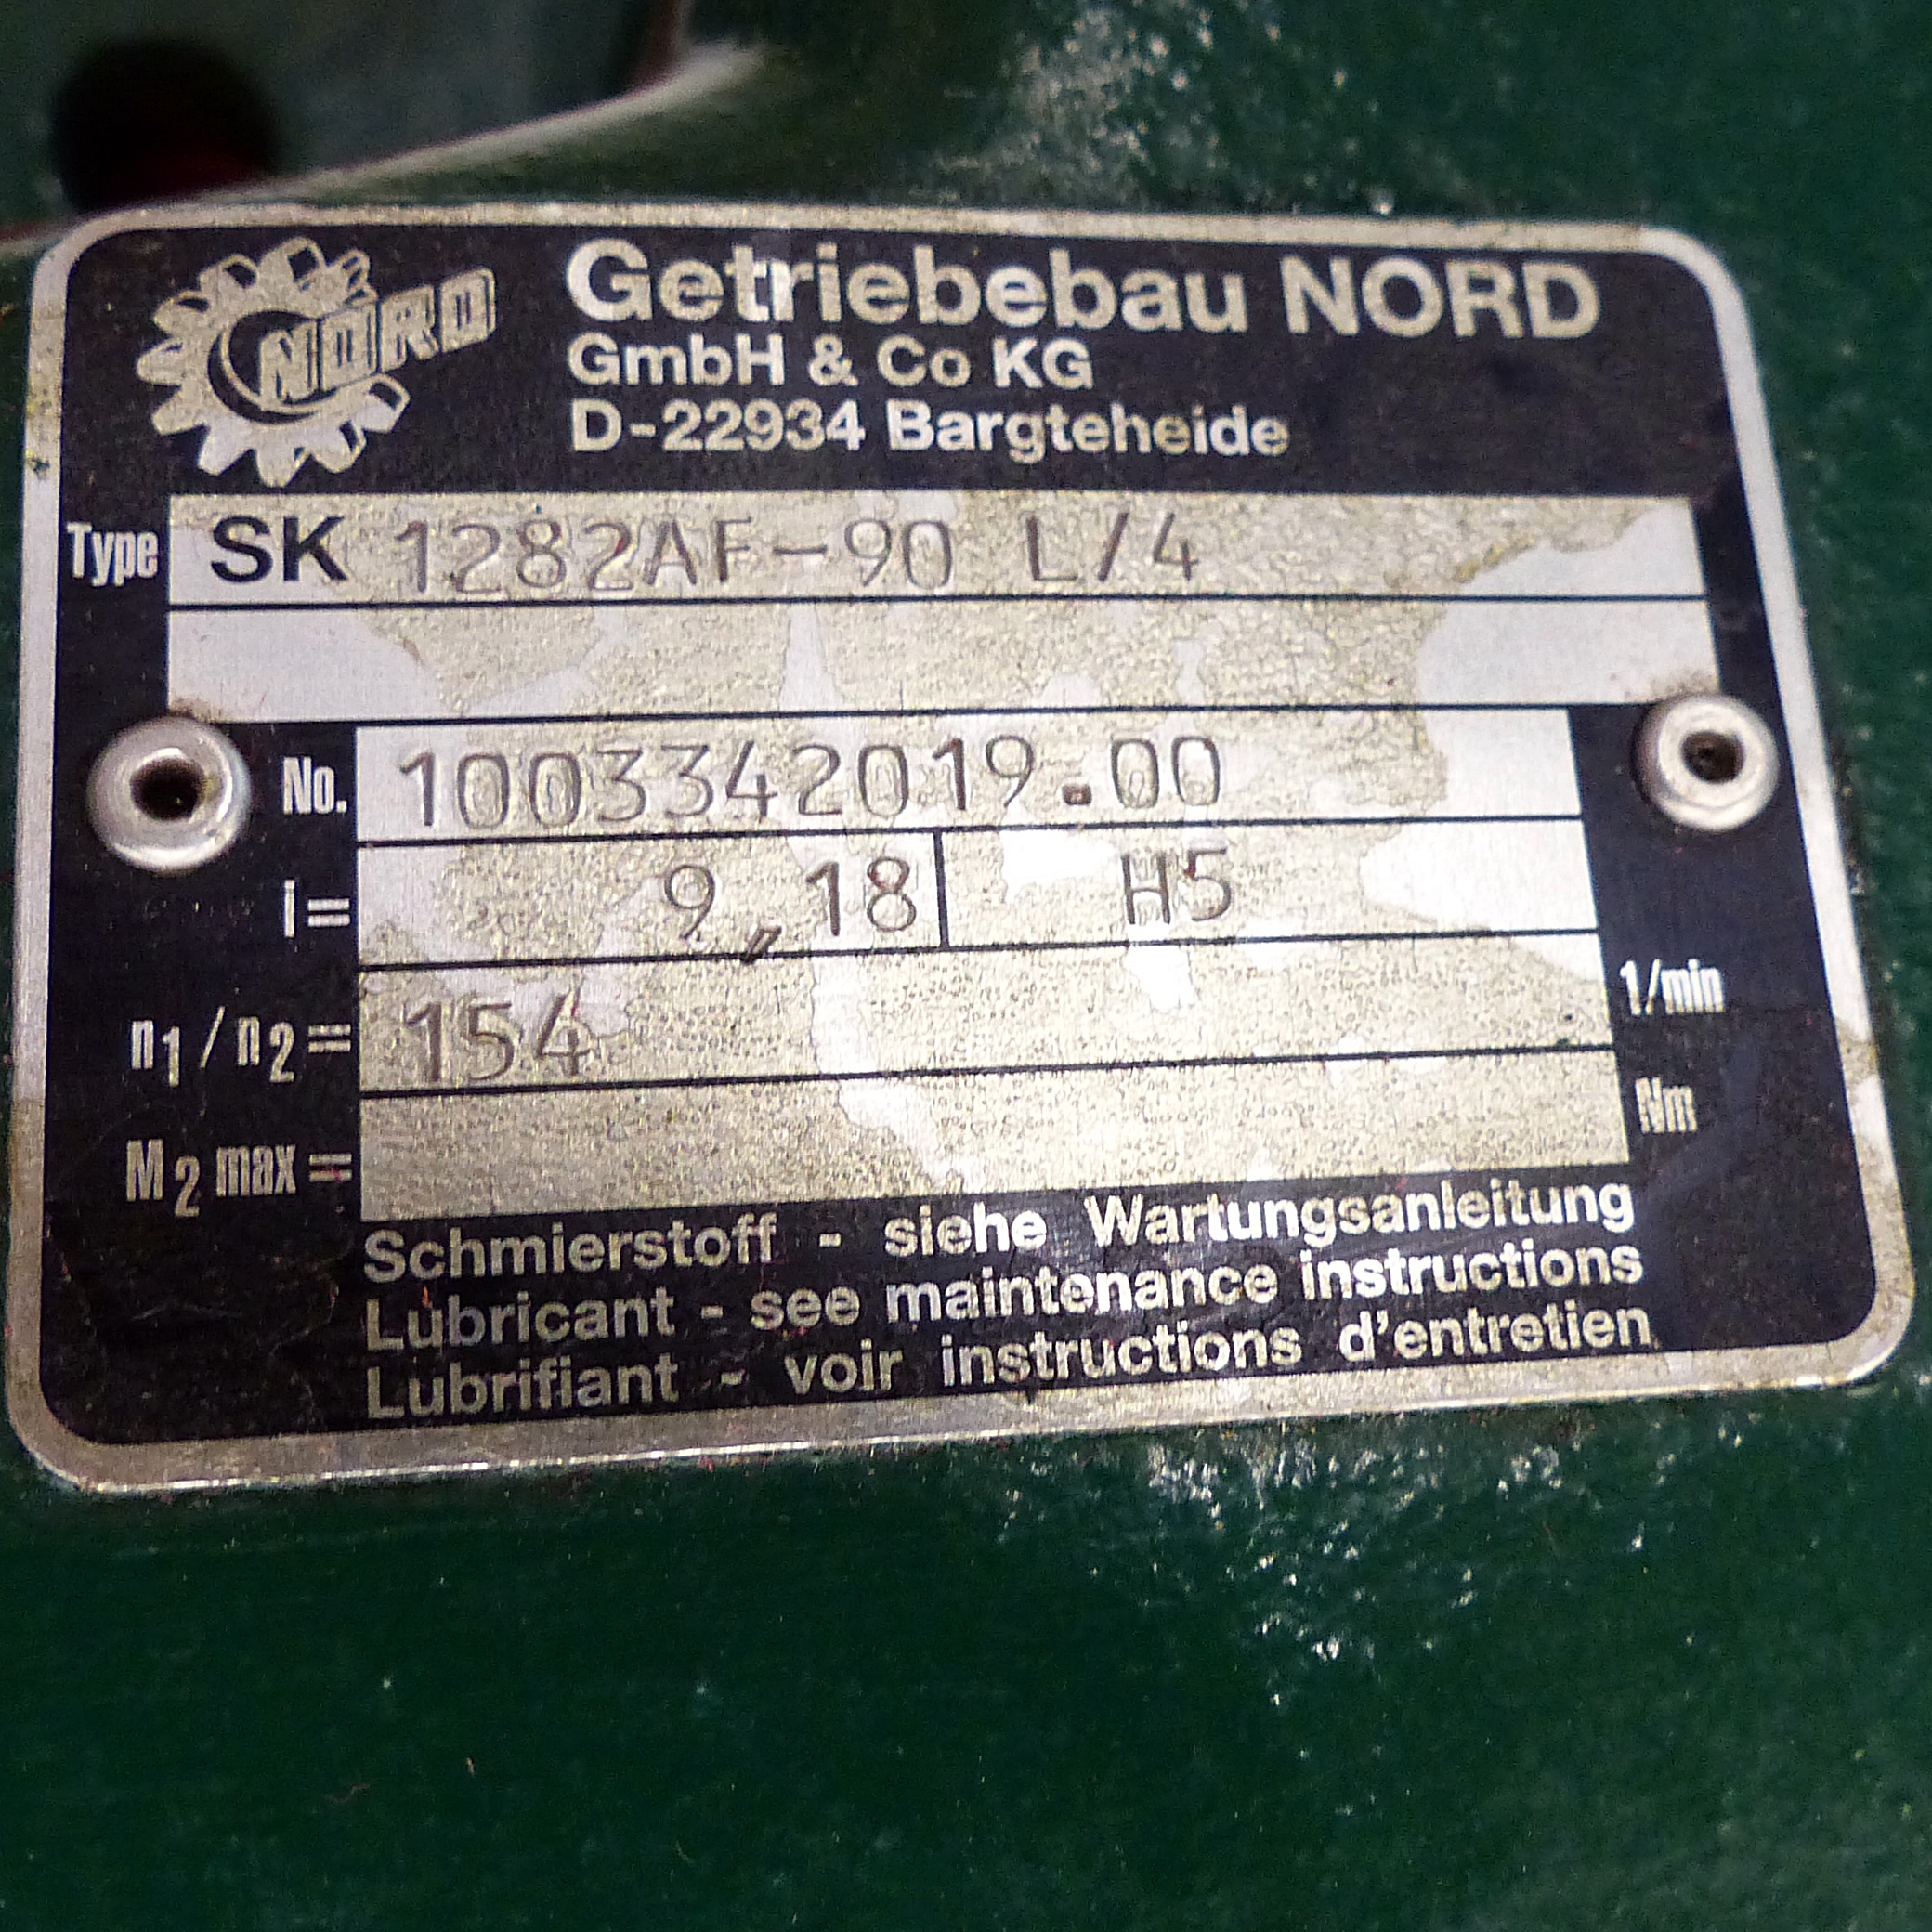 NORD
Getriebebau NORD
GmbH & Co KG
D-22934 Bargteheide
Type SK 1282AF-90 L/4
No. 1003342019.00
i= 9,18 H5
n1/n2= 154 1/min
M2 max= Nm
Schmierstoff - siehe Wartungsanleitung
Lubricant - see maintenance instructions
Lubrifiant - voir instructions d'entretien